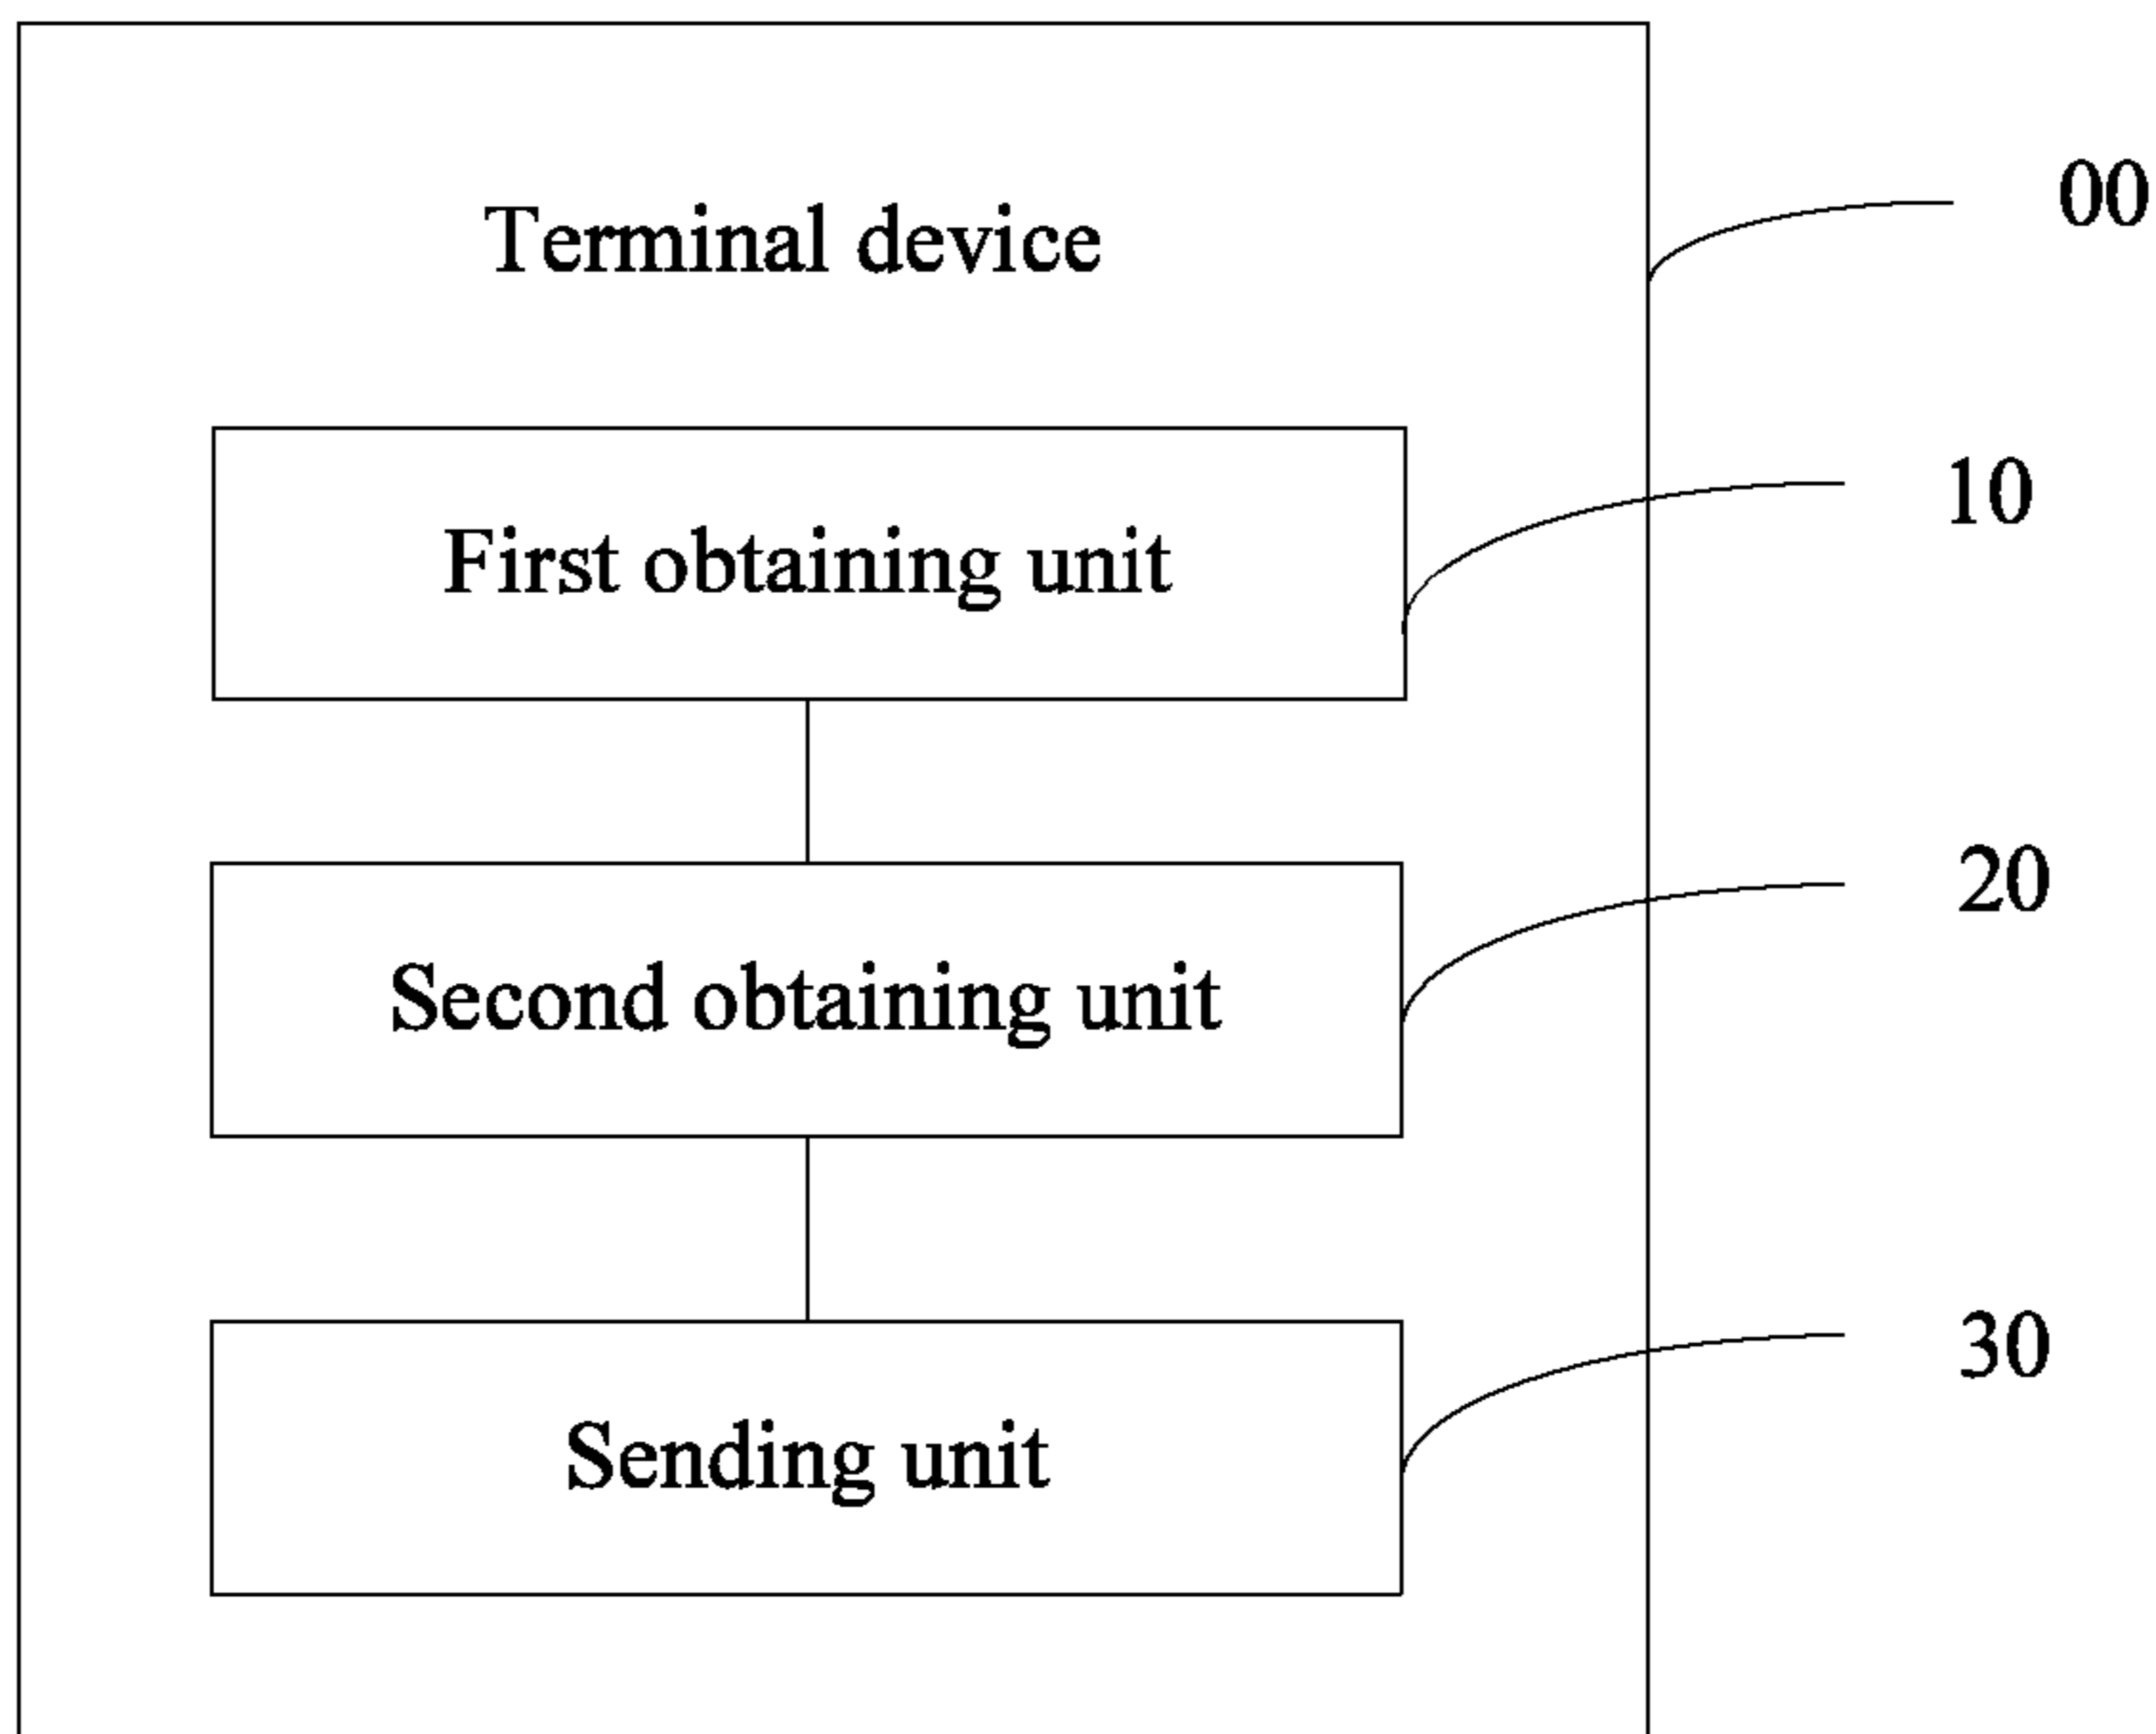 Terminal device
00
First obtaining unit
10
Second obtaining unit
20
Sending unit
30